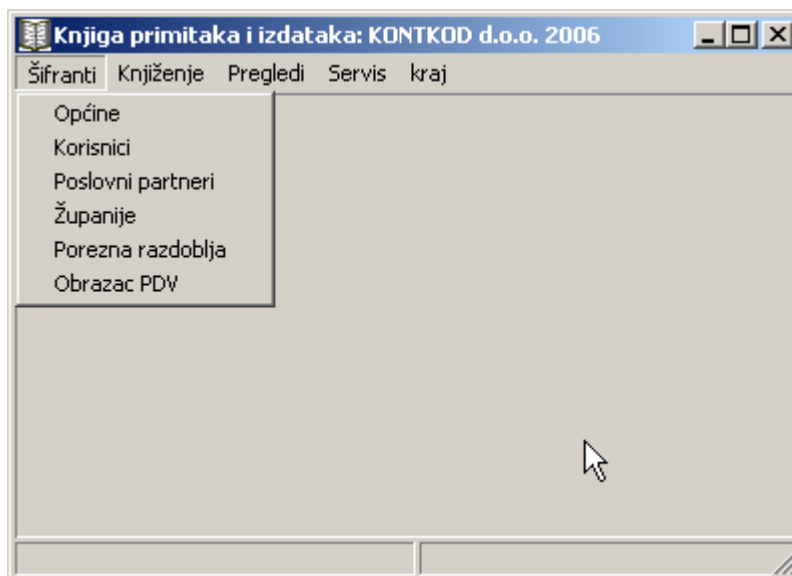 Knjiga primitaka i izdataka: KONTKOD d.o.o. 2006
Šifranti Knjiženje Pregledi Servis kraj
Općine
Korisnici
Poslovni partneri
Županije
Porezna razdoblja
Obrazac PDV